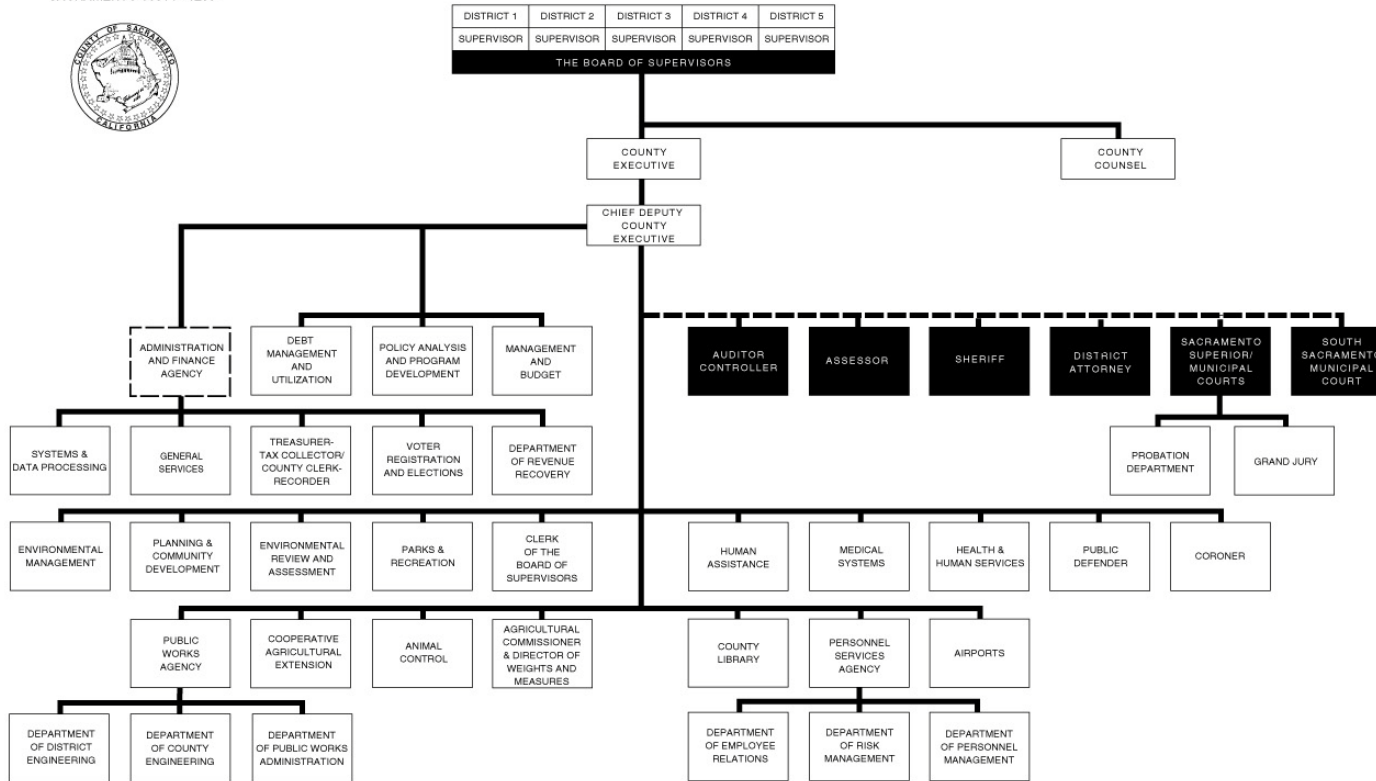 COUNTY OF SACRAMENTO
CALIFORNIA
DISTRICT 1
DISTRICT 2
DISTRICT 3
DISTRICT 4
DISTRICT 5
SUPERVISOR
SUPERVISOR
SUPERVISOR
SUPERVISOR
SUPERVISOR
THE BOARD OF SUPERVISORS
COUNTY
EXECUTIVE
COUNTY
COUNSEL
CHIEF DEPUTY
COUNTY
EXECUTIVE
ADMINISTRATION
AND FINANCE
AGENCY
DEBT
MANAGEMENT
AND
UTILIZATION
POLICY ANALYSIS
AND PROGRAM
DEVELOPMENT
MANAGEMENT
AND
BUDGET
AUDITOR
CONTROLLER
ASSESSOR
SHERIFF
DISTRICT
ATTORNEY
SACRAMENTO
SUPERIOR/
MUNICIPAL
COURTS
SOUTH
SACRAMENTO
MUNICIPAL
COURT
SYSTEMS &
DATA PROCESSING
GENERAL
SERVICES
TREASURER-
TAX COLLECTOR/
COUNTY CLERK-
RECORDER
VOTER
REGISTRATION
AND ELECTIONS
DEPARTMENT
OF REVENUE
RECOVERY
PROBATION
DEPARTMENT
GRAND JURY
ENVIRONMENTAL
MANAGEMENT
PLANNING &
COMMUNITY
DEVELOPMENT
ENVIRONMENTAL
REVIEW AND
ASSESSMENT
PARKS &
RECREATION
CLERK
OF THE
BOARD OF
SUPERVISORS
HUMAN
ASSISTANCE
MEDICAL
SYSTEMS
HEALTH &
HUMAN SERVICES
PUBLIC
DEFENDER
CORONER
PUBLIC
WORKS
AGENCY
COOPERATIVE
AGRICULTURAL
EXTENSION
ANIMAL
CONTROL
AGRICULTURAL
COMMISSIONER
& DIRECTOR OF
WEIGHTS AND
MEASURES
COUNTY
LIBRARY
PERSONNEL
SERVICES
AGENCY
AIRPORTS
DEPARTMENT
OF DISTRICT
ENGINEERING
DEPARTMENT
OF COUNTY
ENGINEERING
DEPARTMENT
OF PUBLIC WORKS
ADMINISTRATION
DEPARTMENT
OF EMPLOYEE
RELATIONS
DEPARTMENT
OF RISK
MANAGEMENT
DEPARTMENT
OF PERSONNEL
MANAGEMENT